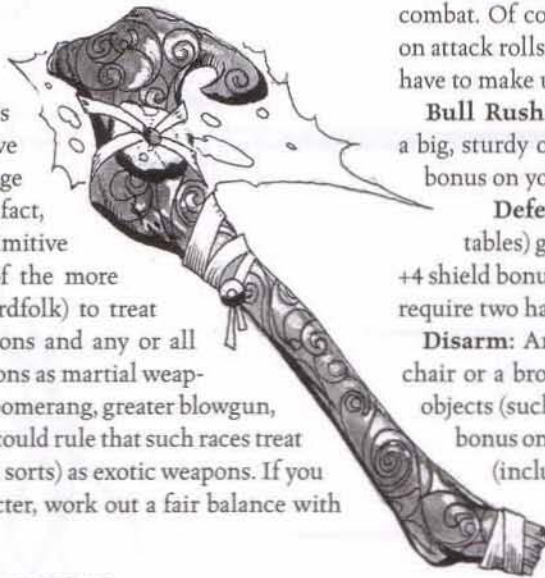 s
ve
ge
fact,
mitive
of the more
rdfolk) to treat
ons and any or all
ons as martial weap-
oomerang, greater blowgun,
could rule that such races treat
sorts) as exotic weapons. If you
cter, work out a fair balance with
combat. Of co
on attack rolls
have to make u
Bull Rush
a big, sturdy o
bonus on yo
Defe
tables) g
+4 shield bonu
require two ha
Disarm: Ar
chair or a bro
objects (such
bonus on
(inclu